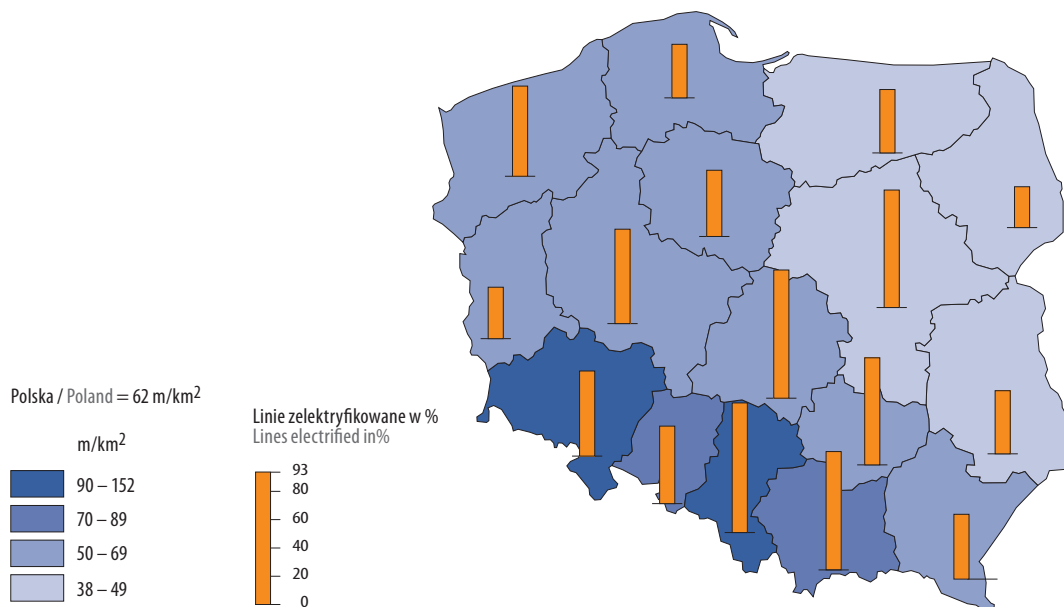 Polska / Poland = 62 m/km²
m/km²
90 – 152
70 – 89
50 – 69
38 – 49
Linie zelektryfikowane w %
Lines electrified in%
93
80
60
40
20
0